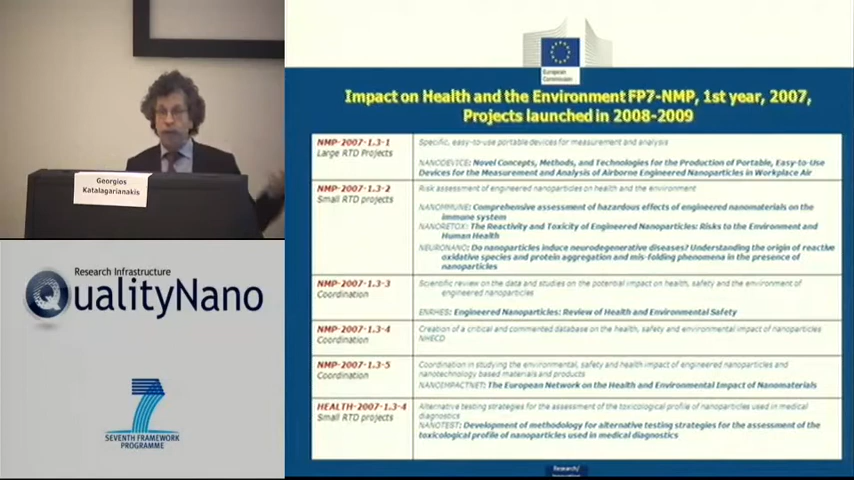 Georgios
Katalagarianakis
Research Infrastructure
QualityNano
7
SEVENTH FRAMEWORK
PROGRAMME
European
Commission
Impact on Health and the Environment FP7-NMP, 1st year, 2007,
Projects launched in 2008-2009
NMP-2007-1.3-1
Large RTD Projects
Specific, easy-to-use portable devices for measurement and analysis
NANODEVICE: Novel Concepts, Methods, and Technologies for the Production of Portable, Easy-to-Use
Devices for the Measurement and Analysis of Airborne Engineered Nanoparticles in Workplace Air
NMP-2007-1.3-2
Small RTD projects
Risk assessment of engineered nanoparticles on health and the environment
NANOMMUNE: Comprehensive assessment of hazardous effects of engineered nanomaterials on the
immune system
NANORETOX: The Reactivity and Toxicity of Engineered Nanoparticles: Risks to the Environment and
Human Health
NEURONANO: Do nanoparticles induce neurodegenerative diseases? Understanding the origin of reactive
oxidative species and protein aggregation and mis-folding phenomena in the presence of
nanoparticles
NMP-2007-1.3-3
Coordination
Scientific review on the data and studies on the potential impact on health, safety and the environment of
engineered nanoparticles
ENRHES: Engineered Nanoparticles: Review of Health and Environmental Safety
NMP-2007-1.3-4
Coordination
Creation of a critical and commented database on the health, safety and environmental impact of nanoparticles
NHECD
NMP-2007-1.3-5
Coordination
Coordination in studying the environmental, safety and health impact of engineered nanoparticles and
nanotechnology based materials and products
NANOIMPACTNET: The European Network on the Health and Environmental Impact of Nanomaterials
HEALTH-2007-1.3-4
Small RTD projects
Alternative testing strategies for the assessment of the toxicological profile of nanoparticles used in medical
diagnostics
NANOTEST: Development of methodology for alternative testing strategies for the assessment of the
toxicological profile of nanoparticles used in medical diagnostics
Research/